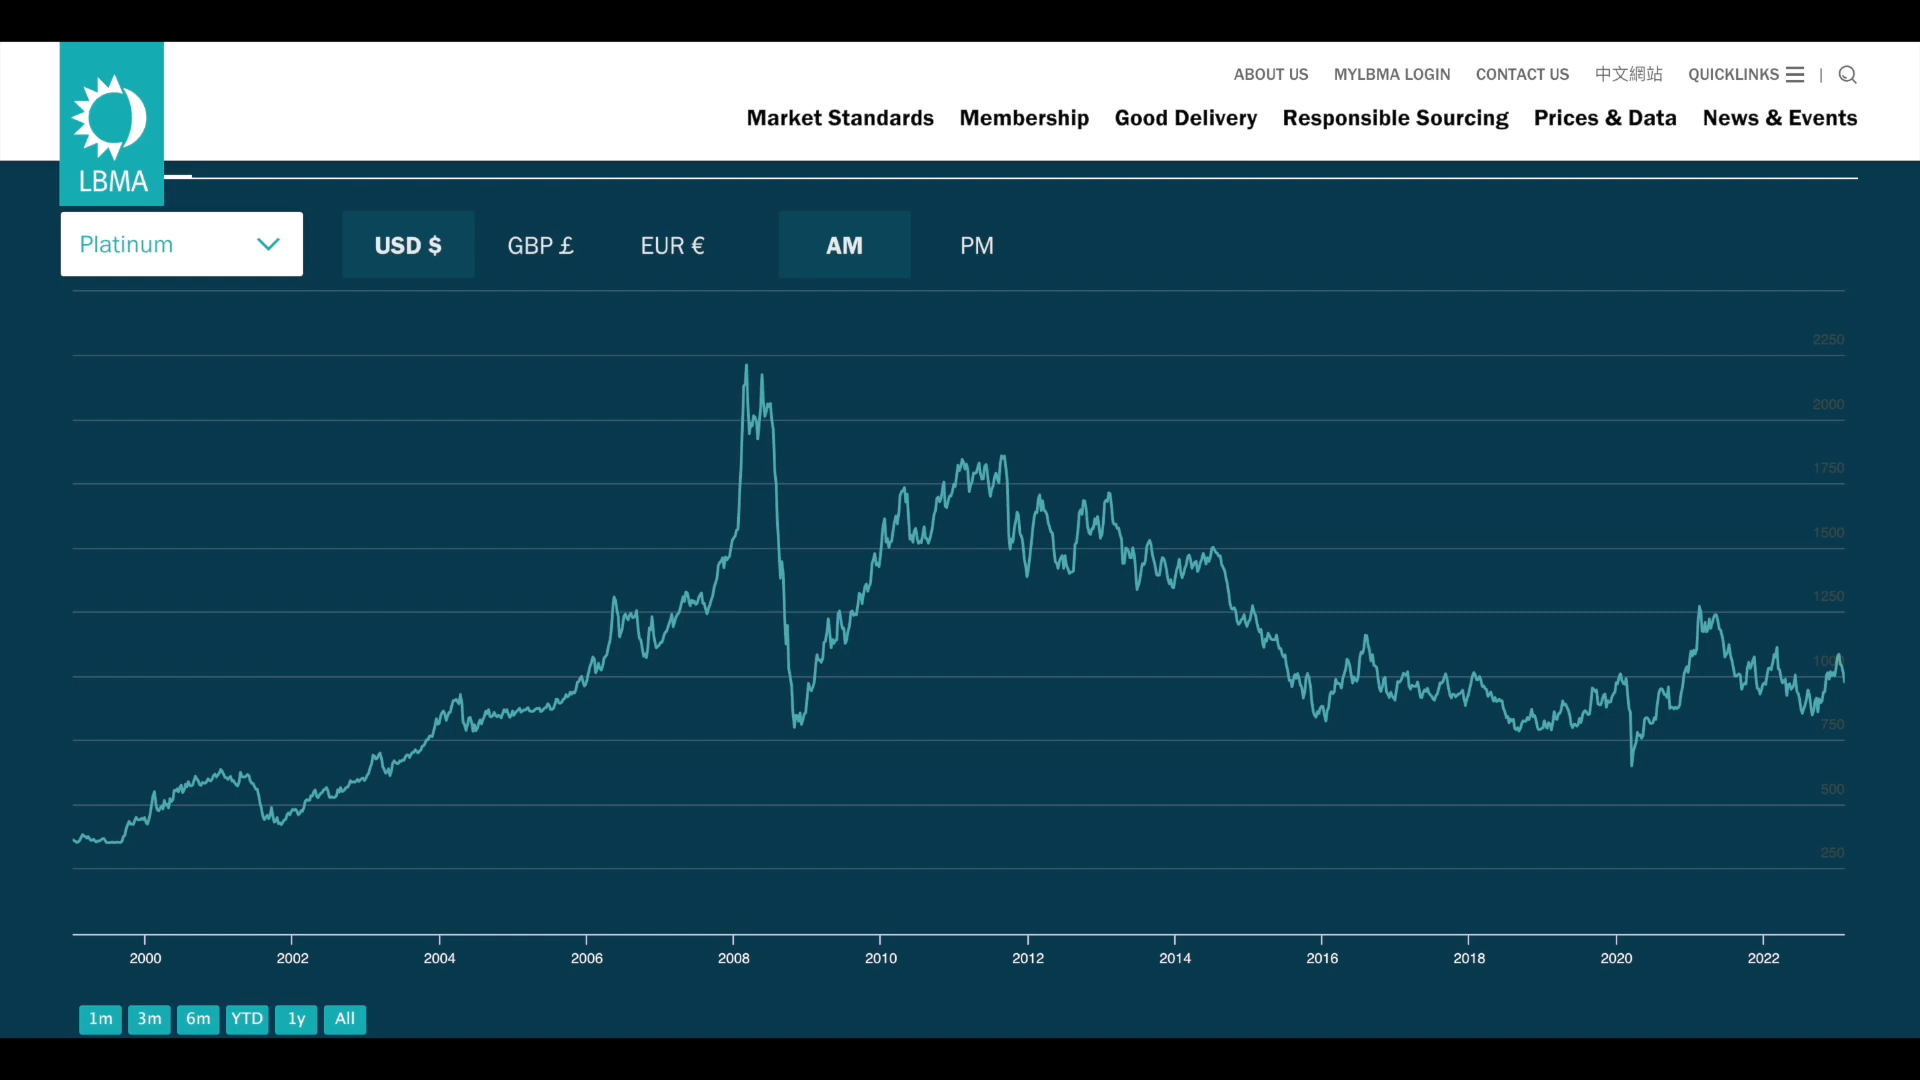 ABOUT US MYLBMA LOGIN CONTACT US 中文網站 QUICKLINKS |
Market Standards Membership Good Delivery Responsible Sourcing Prices & Data News & Events
LBMA
Platinum USD $ GBP £ EUR € AM PM
2250
2000
1750
1500
1250
1000
750
500
250
2000 2002 2004 2006 2008 2010 2012 2014 2016 2018 2020 2022
1m 3m 6m YTD 1y All